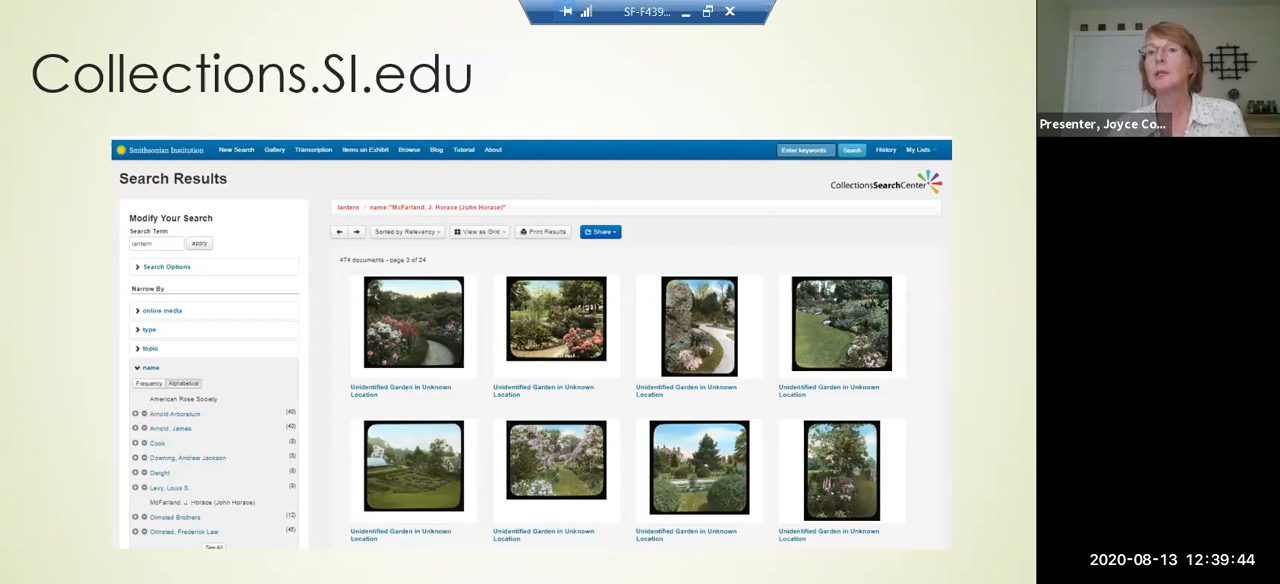 SF-F439...
Collections.SI.edu
Presenter, Joyce Co...
Smithsonian Institution New Search Gallery Transcription Items on Exhibit Browse Blog Tutorial About Enter keywords Search History My Lists
Search Results
CollectionsSearchCenter
Modify Your Search
Search Term
lantern apply
Search Options
Narrow By
online media
type
topic
name
Frequency Alphabetical
American Rose Society
Arnold Arboretum (40)
Arnold, James (40)
Cook (8)
Downing, Andrew Jackson (8)
Dwight (8)
Levy, Louis S. (9)
McFarland, J. Horace (John Horace)
Olmsted Brothers (12)
Olmsted, Frederick Law (45)
See All
lantern / name:"McFarland, J. Horace (John Horace)"
Sorted by Relevancy View as Grid Print Results Share
474 documents - page 3 of 24
Unidentified Garden in Unknown Location
Unidentified Garden in Unknown Location
Unidentified Garden in Unknown Location
Unidentified Garden in Unknown Location
Unidentified Garden in Unknown Location
Unidentified Garden in Unknown Location
Unidentified Garden in Unknown Location
Unidentified Garden in Unknown Location
2020-08-13 12:39:44